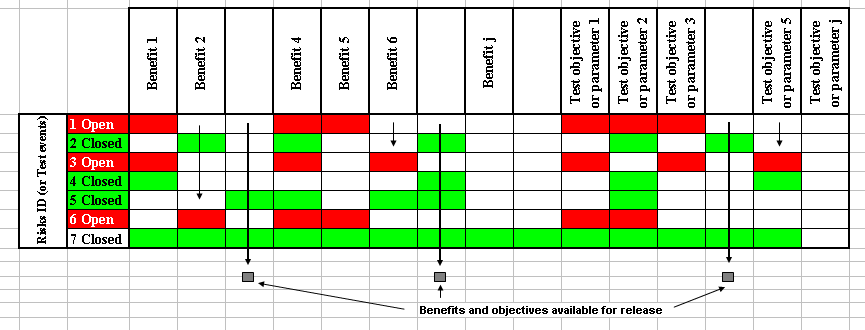 Benefit 1
Benefit 2
Benefit 4
Benefit 5
Benefit 6
Benefit j
Test objective
or parameter 1
Test objective
or parameter 2
Test objective
or parameter 3
Test objective
or parameter 5
Test objective
or parameter j
Risks ID (or Test events)
1 Open
2 Closed
3 Open
4 Closed
5 Closed
6 Open
7 Closed
Benefits and objectives available for release